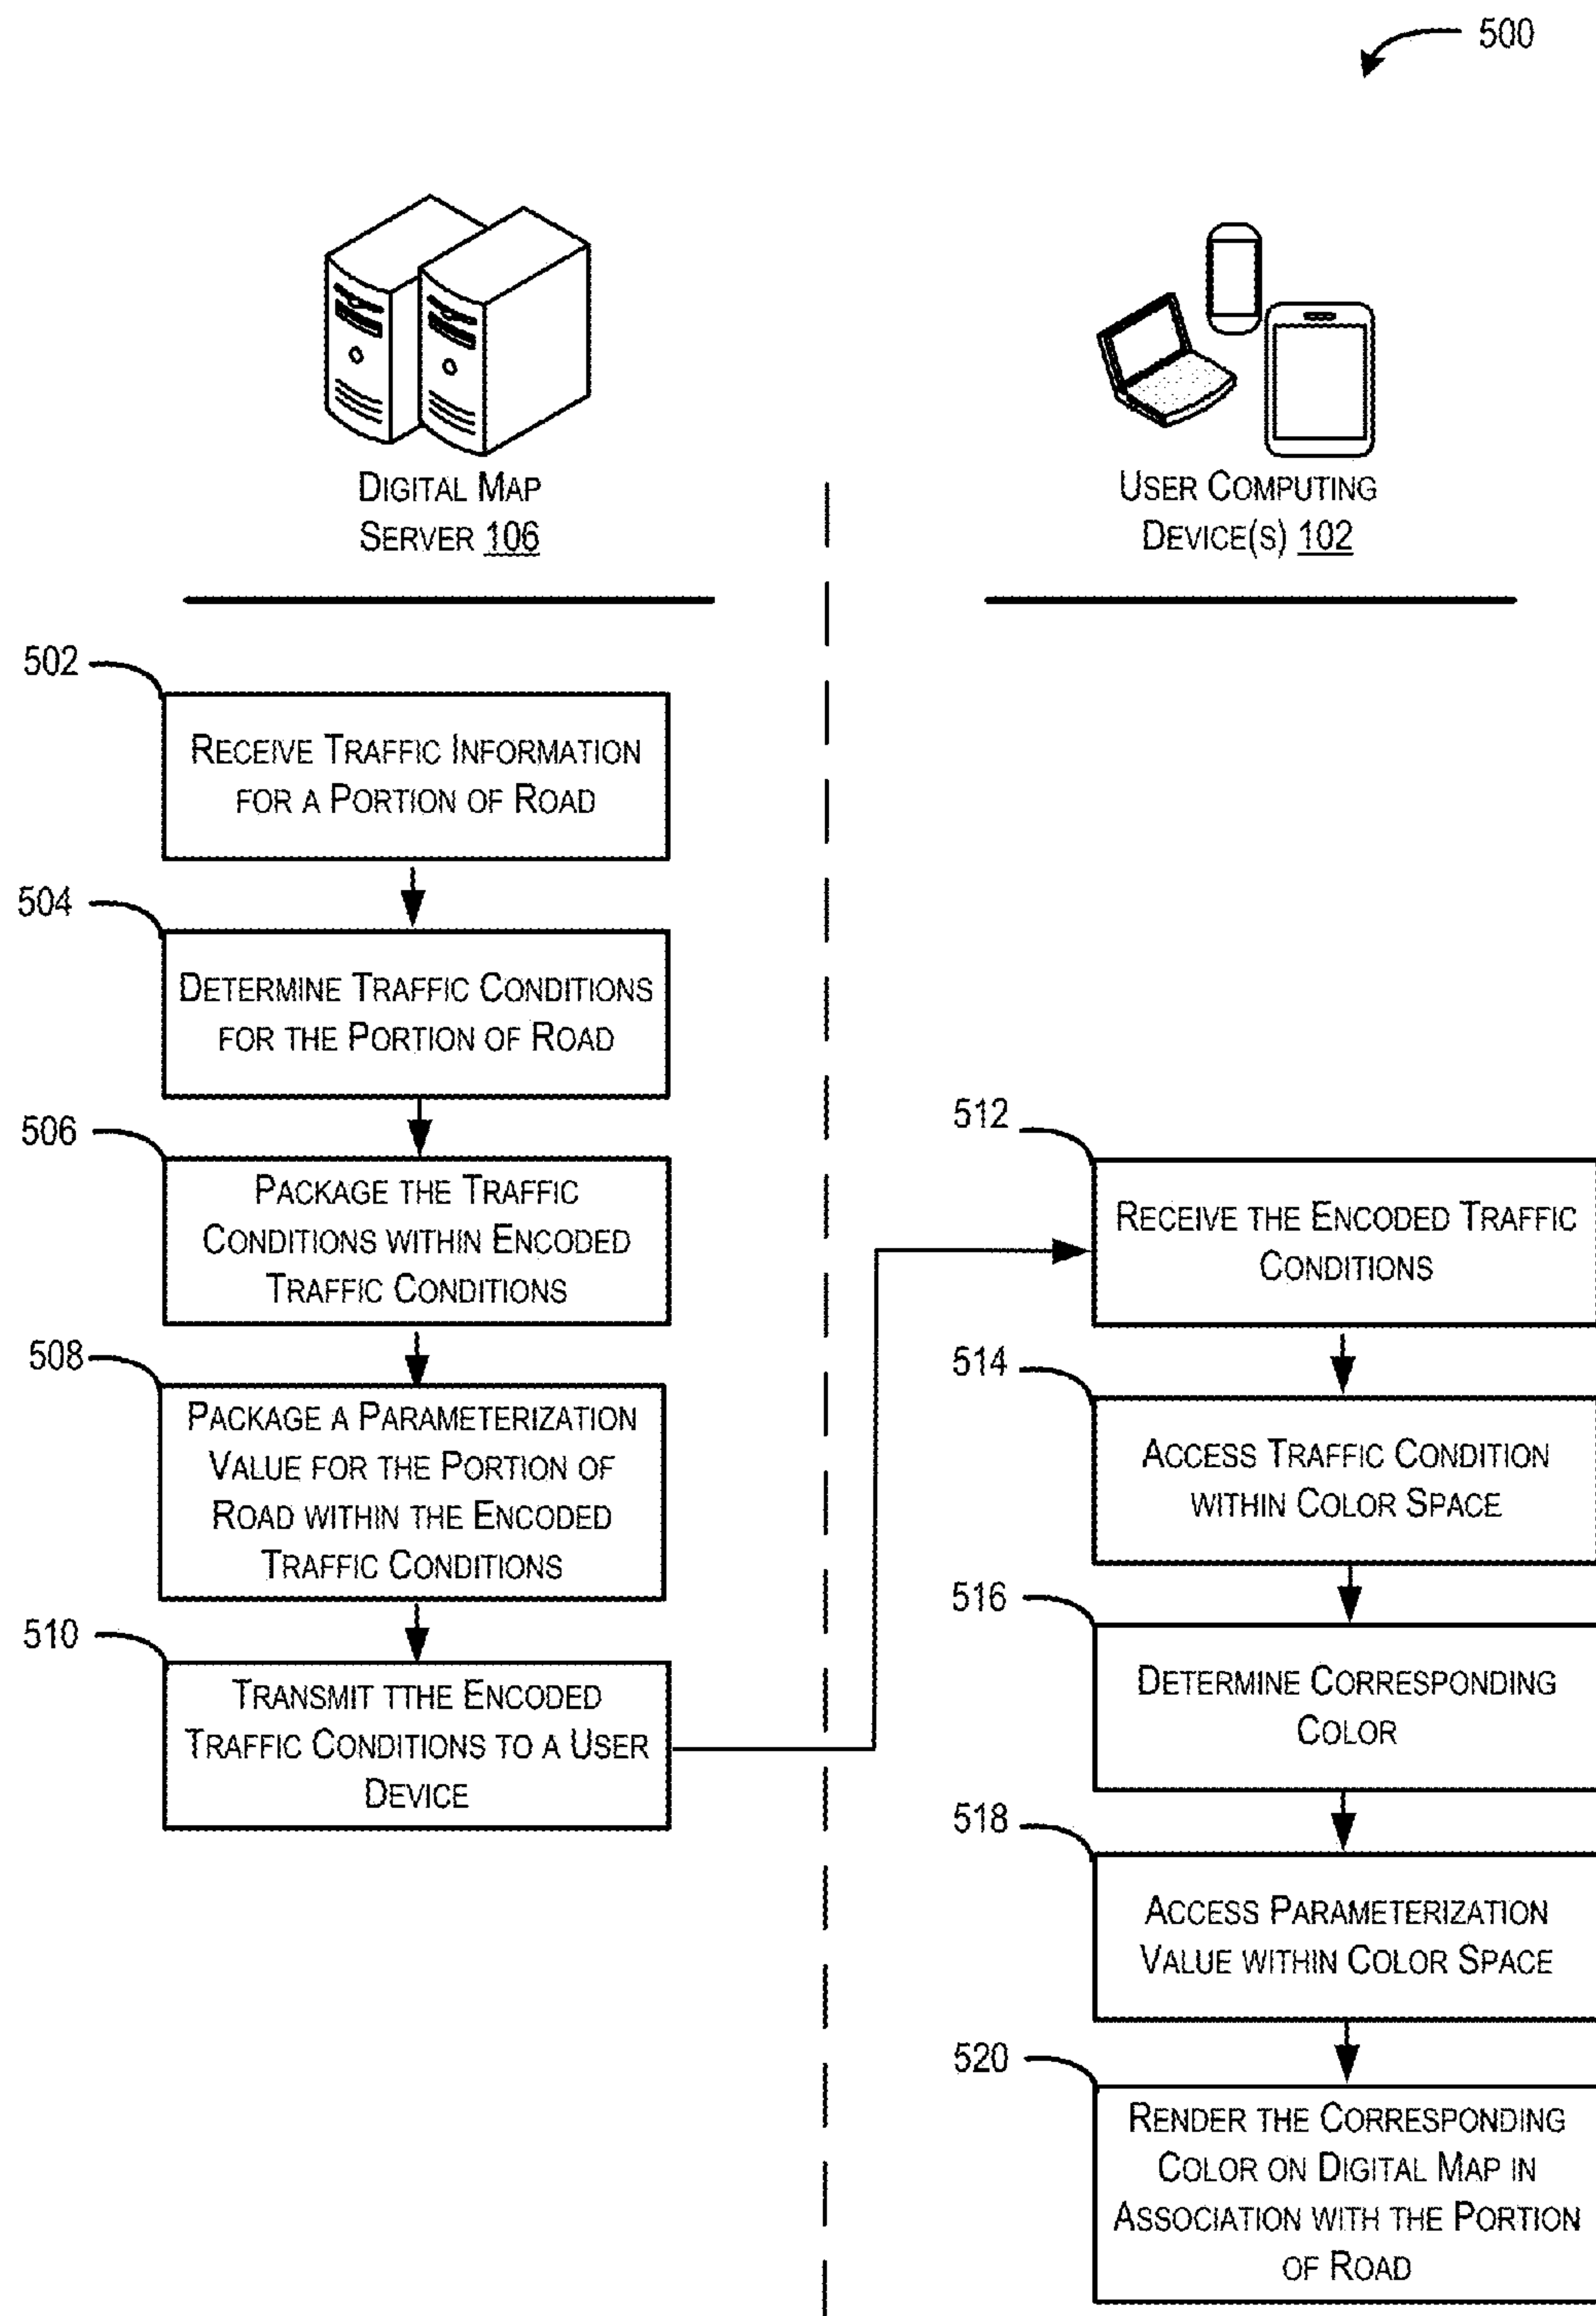 500
DIGITAL MAP
SERVER 106
USER COMPUTING
DEVICE(S) 102
502
RECEIVE TRAFFIC INFORMATION
FOR A PORTION OF ROAD
504
DETERMINE TRAFFIC CONDITIONS
FOR THE PORTION OF ROAD
506
PACKAGE THE TRAFFIC
CONDITIONS WITHIN ENCODED
TRAFFIC CONDITIONS
508
PACKAGE A PARAMETERIZATION
VALUE FOR THE PORTION OF
ROAD WITHIN THE ENCODED
TRAFFIC CONDITIONS
510
TRANSMIT TTHE ENCODED
TRAFFIC CONDITIONS TO A USER
DEVICE
512
RECEIVE THE ENCODED TRAFFIC
CONDITIONS
514
ACCESS TRAFFIC CONDITION
WITHIN COLOR SPACE
516
DETERMINE CORRESPONDING
COLOR
518
ACCESS PARAMETERIZATION
VALUE WITHIN COLOR SPACE
520
RENDER THE CORRESPONDING
COLOR ON DIGITAL MAP IN
ASSOCIATION WITH THE PORTION
OF ROAD